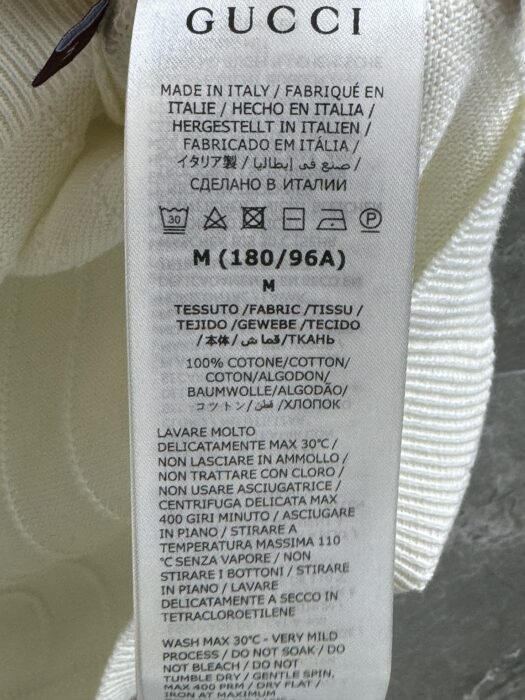 GUCCI
MADE IN ITALY / FABRIQUÉ EN
ITALIE / HECHO EN ITALIA /
HERGESTELLT IN ITALIEN /
FABRICADO EM ITÁLIA /
イタリア製 / صنع في إيطاليا /
СДЕЛАНО В ИТАЛИИ
30 P
M (180/96A)
M
TESSUTO /FABRIC /TISSU /
TEJIDO /GEWEBE /TECIDO
/本体/ قماش /ТКАНЬ
100% COTONE/COTTON/
COTON/ALGODON/
BAUMWOLLE/ALGODÃO/
コットン/ قطن /ХЛОПОК
LAVARE MOLTO
DELICATAMENTE MAX 30°C /
NON LASCIARE IN AMMOLLO /
NON TRATTARE CON CLORO /
NON USARE ASCIUGATRICE /
CENTRIFUGA DELICATA MAX
400 GIRI MINUTO / ASCIUGARE
IN PIANO / STIRARE A
TEMPERATURA MASSIMA 110
°C SENZA VAPORE / NON
STIRARE I BOTTONI / STIRARE
IN PIANO / LAVARE
DELICATAMENTE A SECCO IN
TETRACLOROETILENE
WASH MAX 30°C - VERY MILD
PROCESS / DO NOT SOAK / DO
NOT BLEACH / DO NOT
TUMBLE DRY / GENTLE SPIN,
MAX 400 PRM / DRY FLAT /
IRON AT MAXIMUM